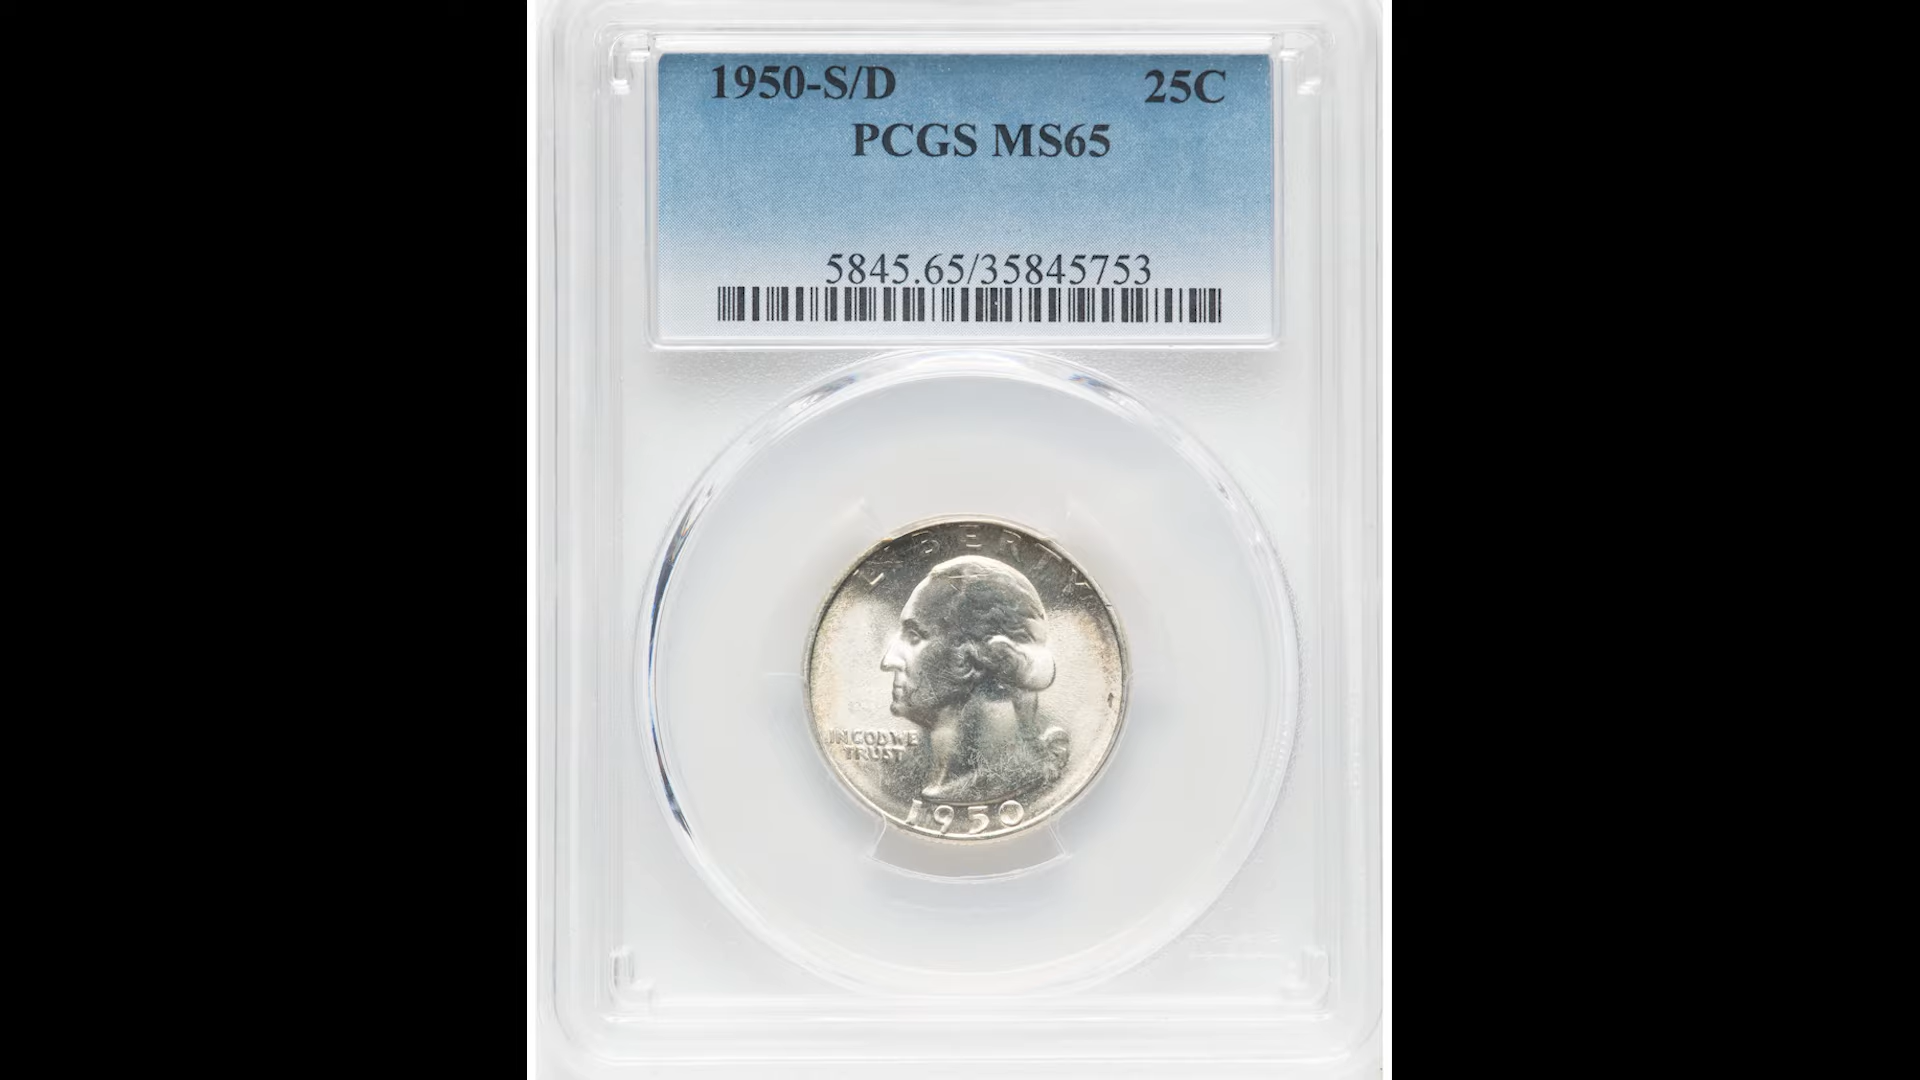 1950-S/D 25C
PCGS MS65
5845.65/35845753
LIBERTY
IN GOD WE
TRUST
1950